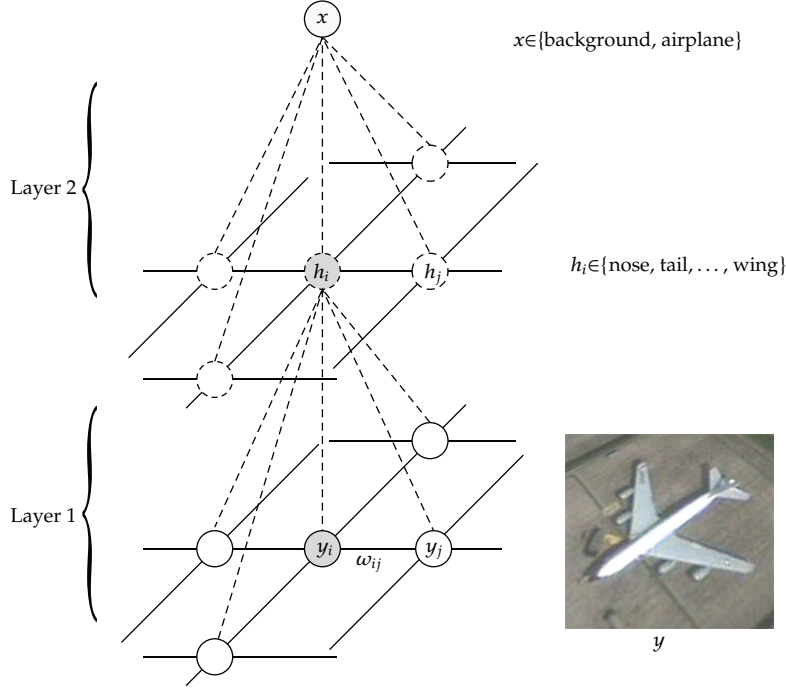 x
x∈{background, airplane}
Layer 2
h_i
h_j
h_i∈{nose, tail, . . . , wing}
Layer 1
y_i
y_j
ω_ij
y